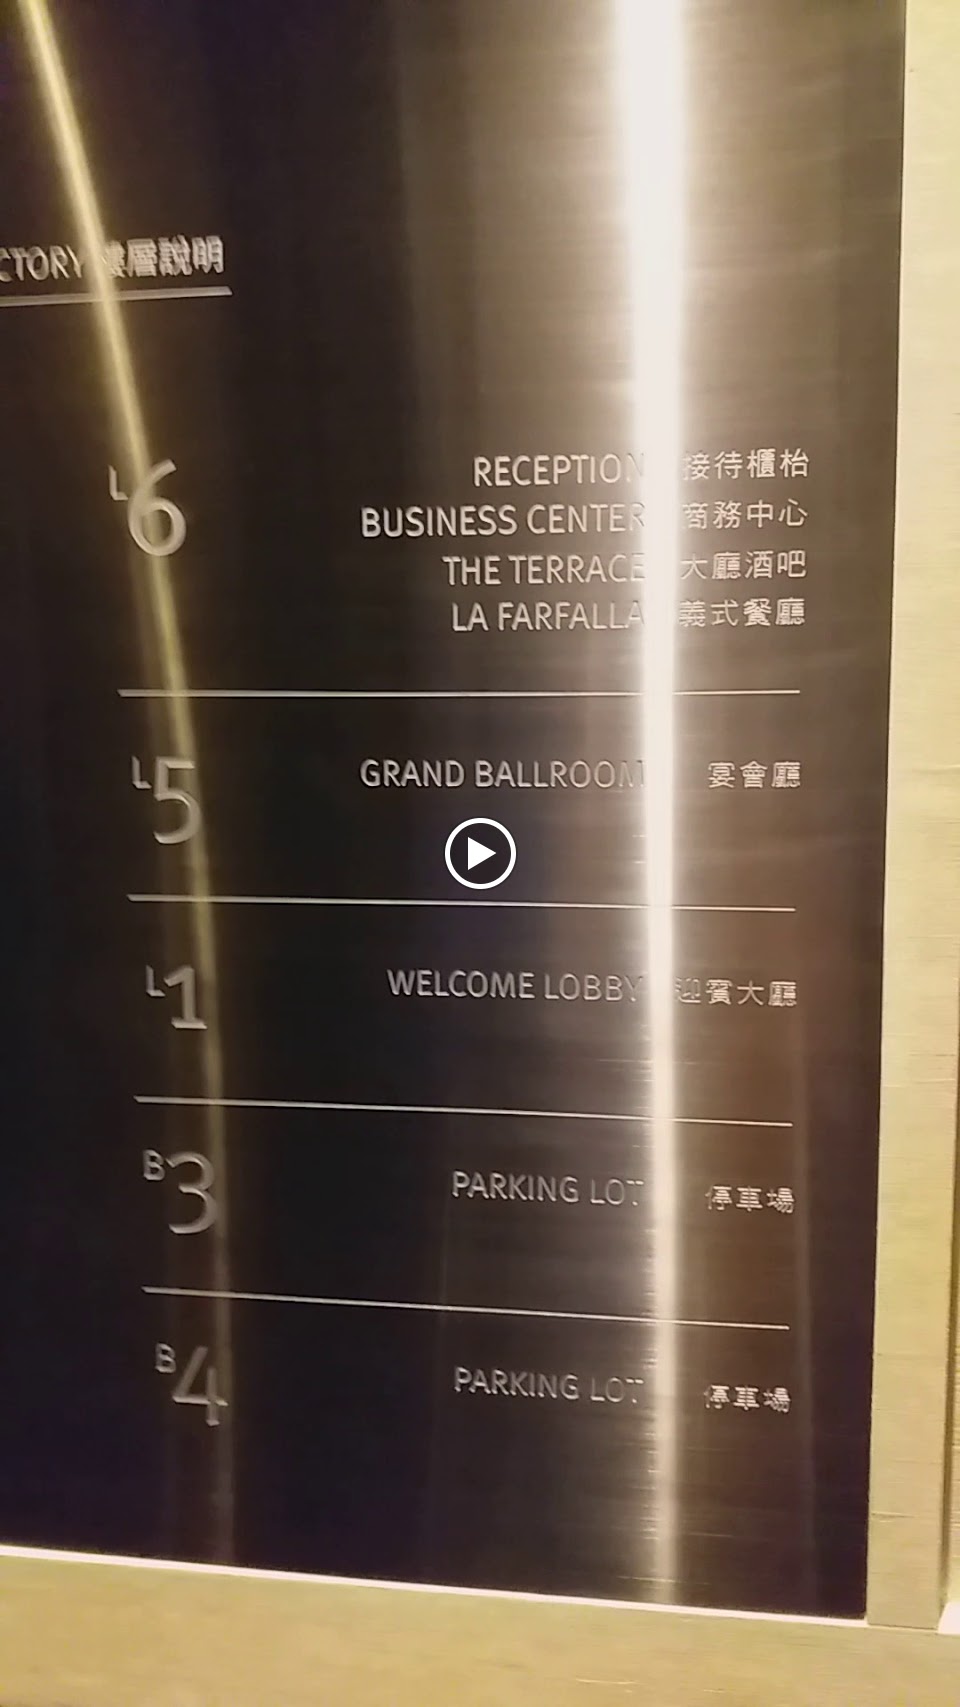 CTORY 樓層說明
L6
RECEPTION 接待櫃枱
BUSINESS CENTER 商務中心
THE TERRACE 大廳酒吧
LA FARFALLA 義式餐廳
L5
GRAND BALLROOM 宴會廳
L1
WELCOME LOBBY 迎賓大廳
B3
PARKING LOT 停車場
B4
PARKING LOT 停車場